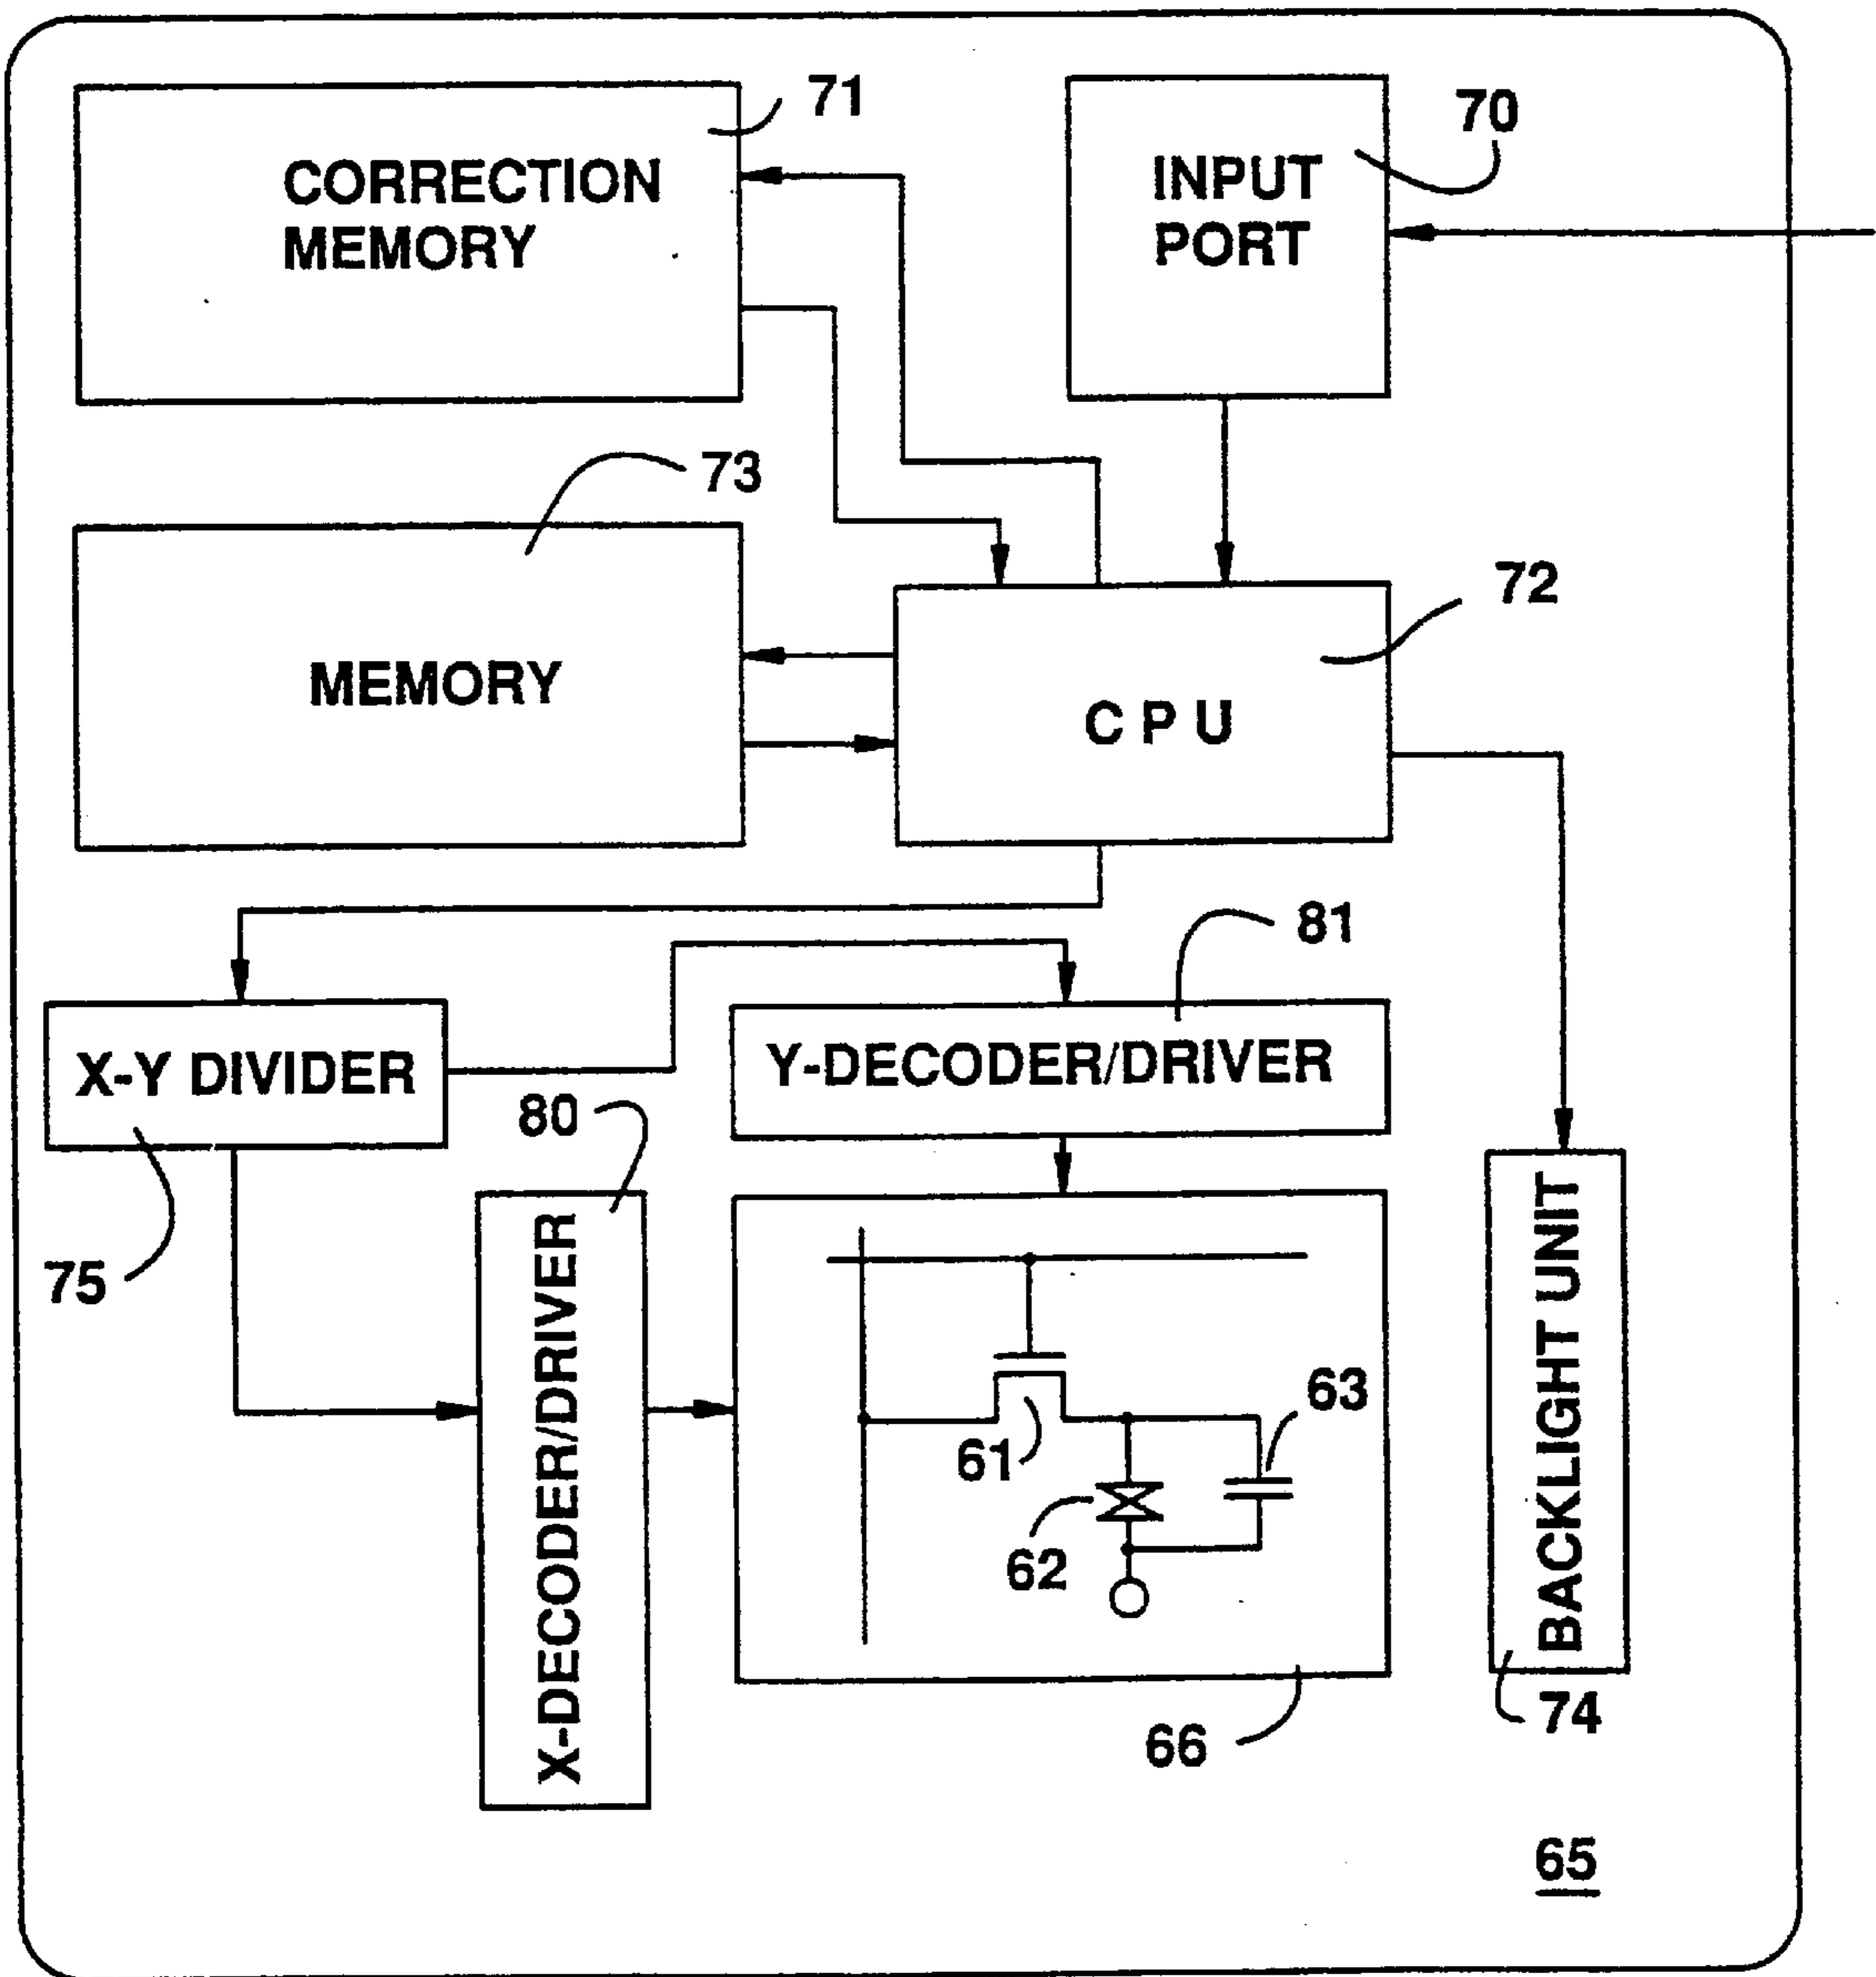 71
CORRECTION
MEMORY
70
INPUT
PORT
73
MEMORY
72
C P U
81
X-Y DIVIDER
Y-DECODER/DRIVER
80
75
X-DECODER/DRIVER
61
63
62
66
BACKLIGHT UNIT
74
65